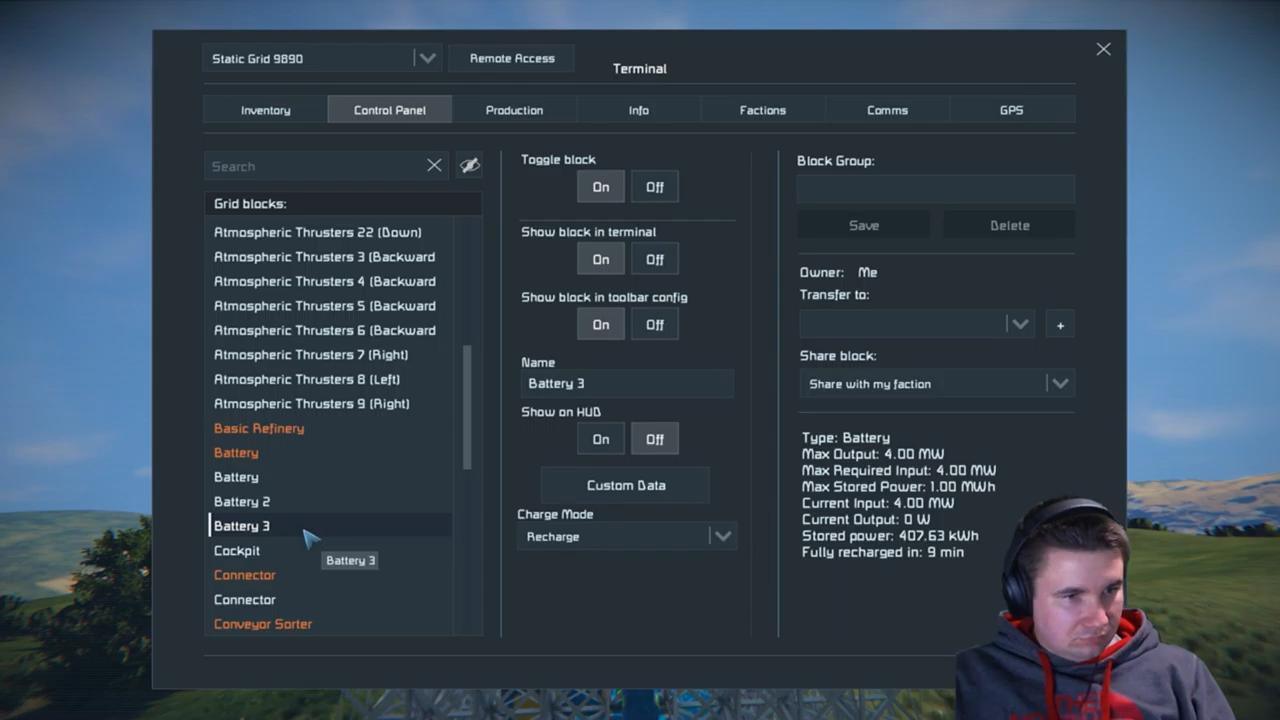 Static Grid 9890
Remote Access
Terminal
Inventory
Control Panel
Production
Info
Factions
Comms
GPS
Search
Grid blocks:
Atmospheric Thrusters 22 (Down)
Atmospheric Thrusters 3 (Backward
Atmospheric Thrusters 4 (Backward
Atmospheric Thrusters 5 (Backward
Atmospheric Thrusters 6 (Backward
Atmospheric Thrusters 7 (Right)
Atmospheric Thrusters 8 (Left)
Atmospheric Thrusters 9 (Right)
Basic Refinery
Battery
Battery
Battery 2
Battery 3
Cockpit
Connector
Connector
Conveyor Sorter
Battery 3
Toggle block
On
Off
Show block in terminal
On
Off
Show block in toolbar config
On
Off
Name
Battery 3
Show on HUD
On
Off
Custom Data
Charge Mode
Recharge
Block Group:
Save
Delete
Owner: Me
Transfer to:
+
Share block:
Share with my faction
Type: Battery
Max Output: 4.00 MW
Max Required Input: 4.00 MW
Max Stored Power: 1.00 MWh
Current Input: 4.00 MW
Current Output: 0 W
Stored power: 407.63 kWh
Fully recharged in: 9 min